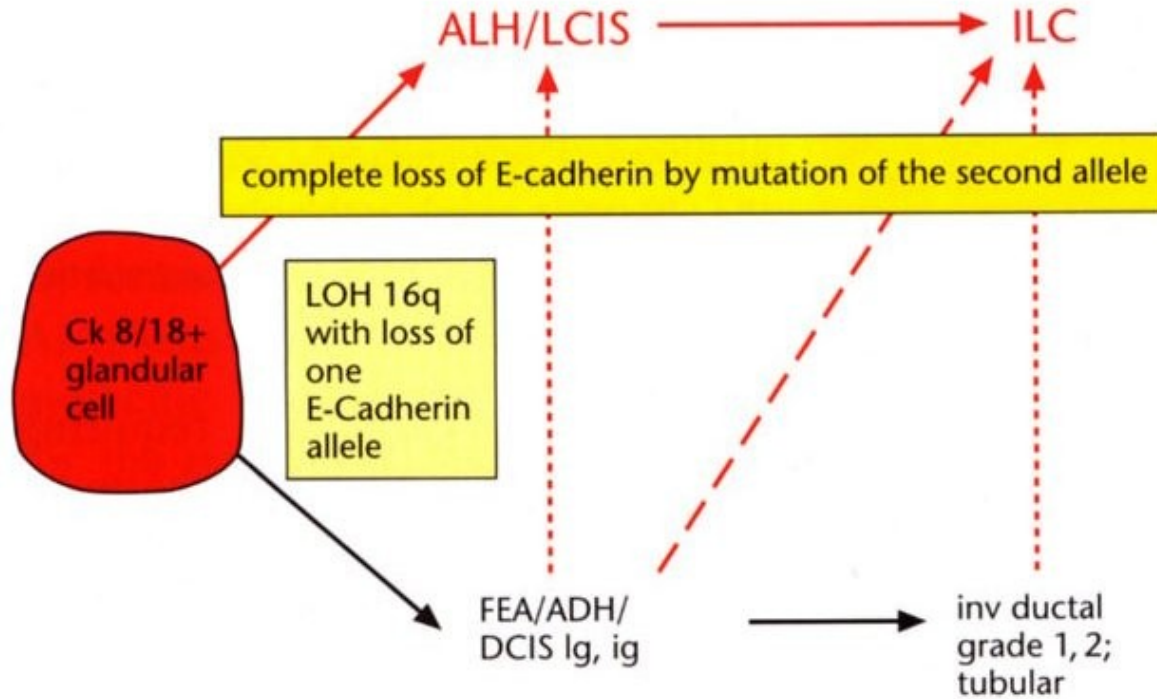 ALH/LCIS
ILC
complete loss of E-cadherin by mutation of the second allele
Ck 8/18+
glandular
cell
LOH 16q
with loss of
one
E-Cadherin
allele
FEA/ADH/
DCIS lg, ig
inv ductal
grade 1, 2;
tubular